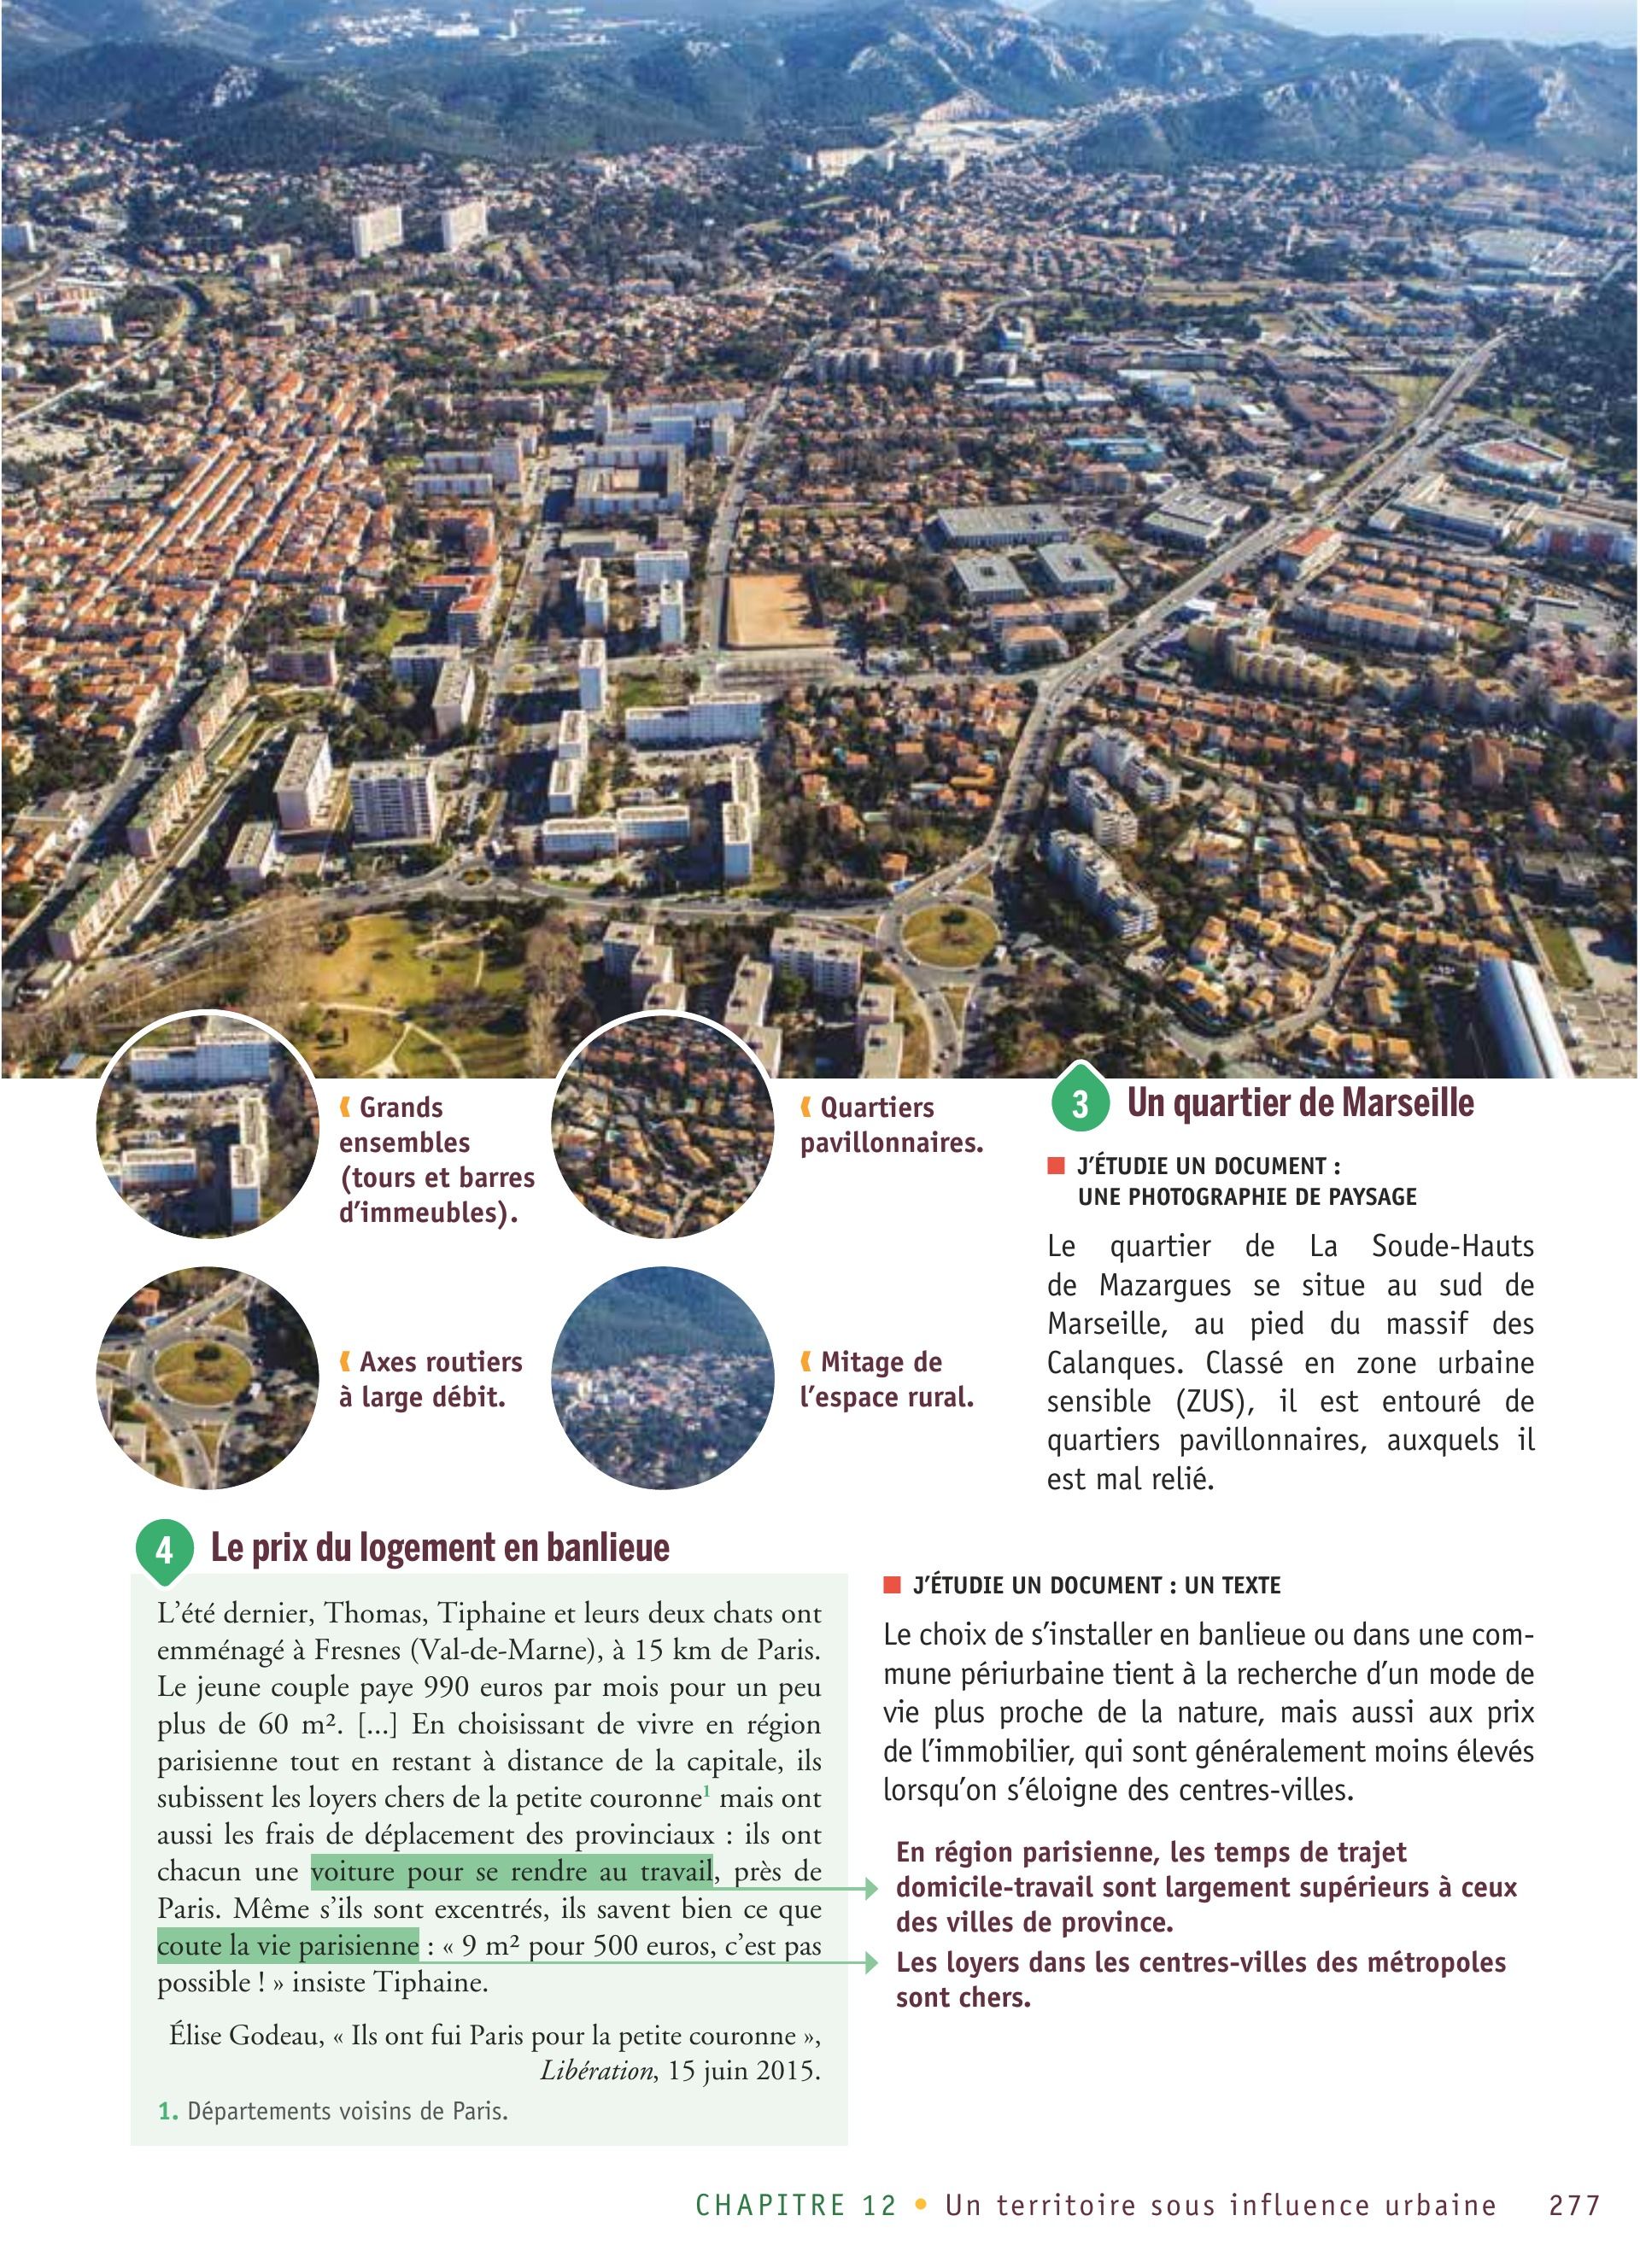 ❰ Grands
ensembles
(tours et barres
d’immeubles).
❰ Quartiers
pavillonnaires.
❰ Axes routiers
à large débit.
❰ Mitage de
l’espace rural.
3 Un quartier de Marseille
■ J’ÉTUDIE UN DOCUMENT :
UNE PHOTOGRAPHIE DE PAYSAGE
Le quartier de La Soude-Hauts
de Mazargues se situe au sud de
Marseille, au pied du massif des
Calanques. Classé en zone urbaine
sensible (ZUS), il est entouré de
quartiers pavillonnaires, auxquels il
est mal relié.
4 Le prix du logement en banlieue
L’été dernier, Thomas, Tiphaine et leurs deux chats ont
emménagé à Fresnes (Val-de-Marne), à 15 km de Paris.
Le jeune couple paye 990 euros par mois pour un peu
plus de 60 m². [...] En choisissant de vivre en région
parisienne tout en restant à distance de la capitale, ils
subissent les loyers chers de la petite couronne¹ mais ont
aussi les frais de déplacement des provinciaux : ils ont
chacun une voiture pour se rendre au travail, près de
Paris. Même s’ils sont excentrés, ils savent bien ce que
coute la vie parisienne : « 9 m² pour 500 euros, c’est pas
possible ! » insiste Tiphaine.
Élise Godeau, « Ils ont fui Paris pour la petite couronne »,
Libération, 15 juin 2015.
1. Départements voisins de Paris.
■ J’ÉTUDIE UN DOCUMENT : UN TEXTE
Le choix de s’installer en banlieue ou dans une com-
mune périurbaine tient à la recherche d’un mode de
vie plus proche de la nature, mais aussi aux prix
de l’immobilier, qui sont généralement moins élevés
lorsqu’on s’éloigne des centres-villes.
En région parisienne, les temps de trajet
domicile-travail sont largement supérieurs à ceux
des villes de province.
Les loyers dans les centres-villes des métropoles
sont chers.
CHAPITRE 12 • Un territoire sous influence urbaine 277